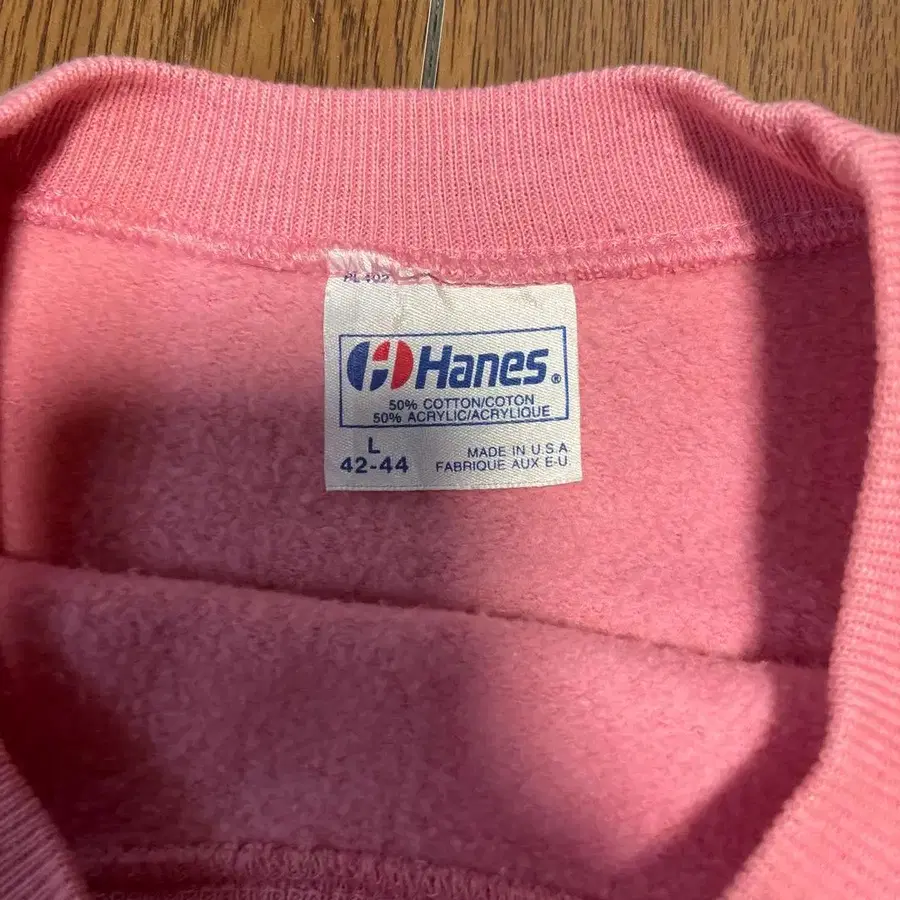 Hanes®
50% COTTON/COTON
50% ACRYLIC/ACRYLIQUE
L
42-44
MADE IN U.S.A
FABRIQUE AUX E-U